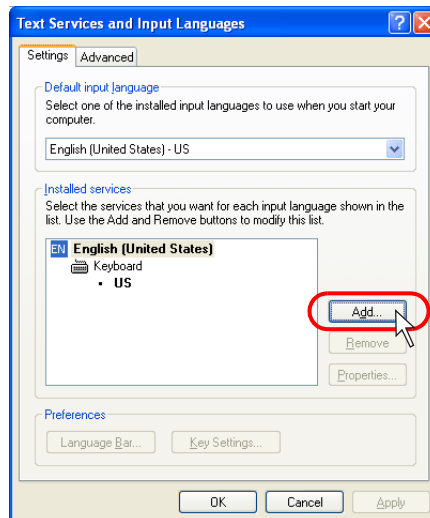 Text Services and Input Languages
Settings Advanced
Default input language
Select one of the installed input languages to use when you start your
computer.
English (United States) - US
Installed services
Select the services that you want for each input language shown in the
list. Use the Add and Remove buttons to modify this list.
EN English (United States)
Keyboard
• US
Add...
Remove
Properties...
Preferences
Language Bar... Key Settings...
OK Cancel Apply